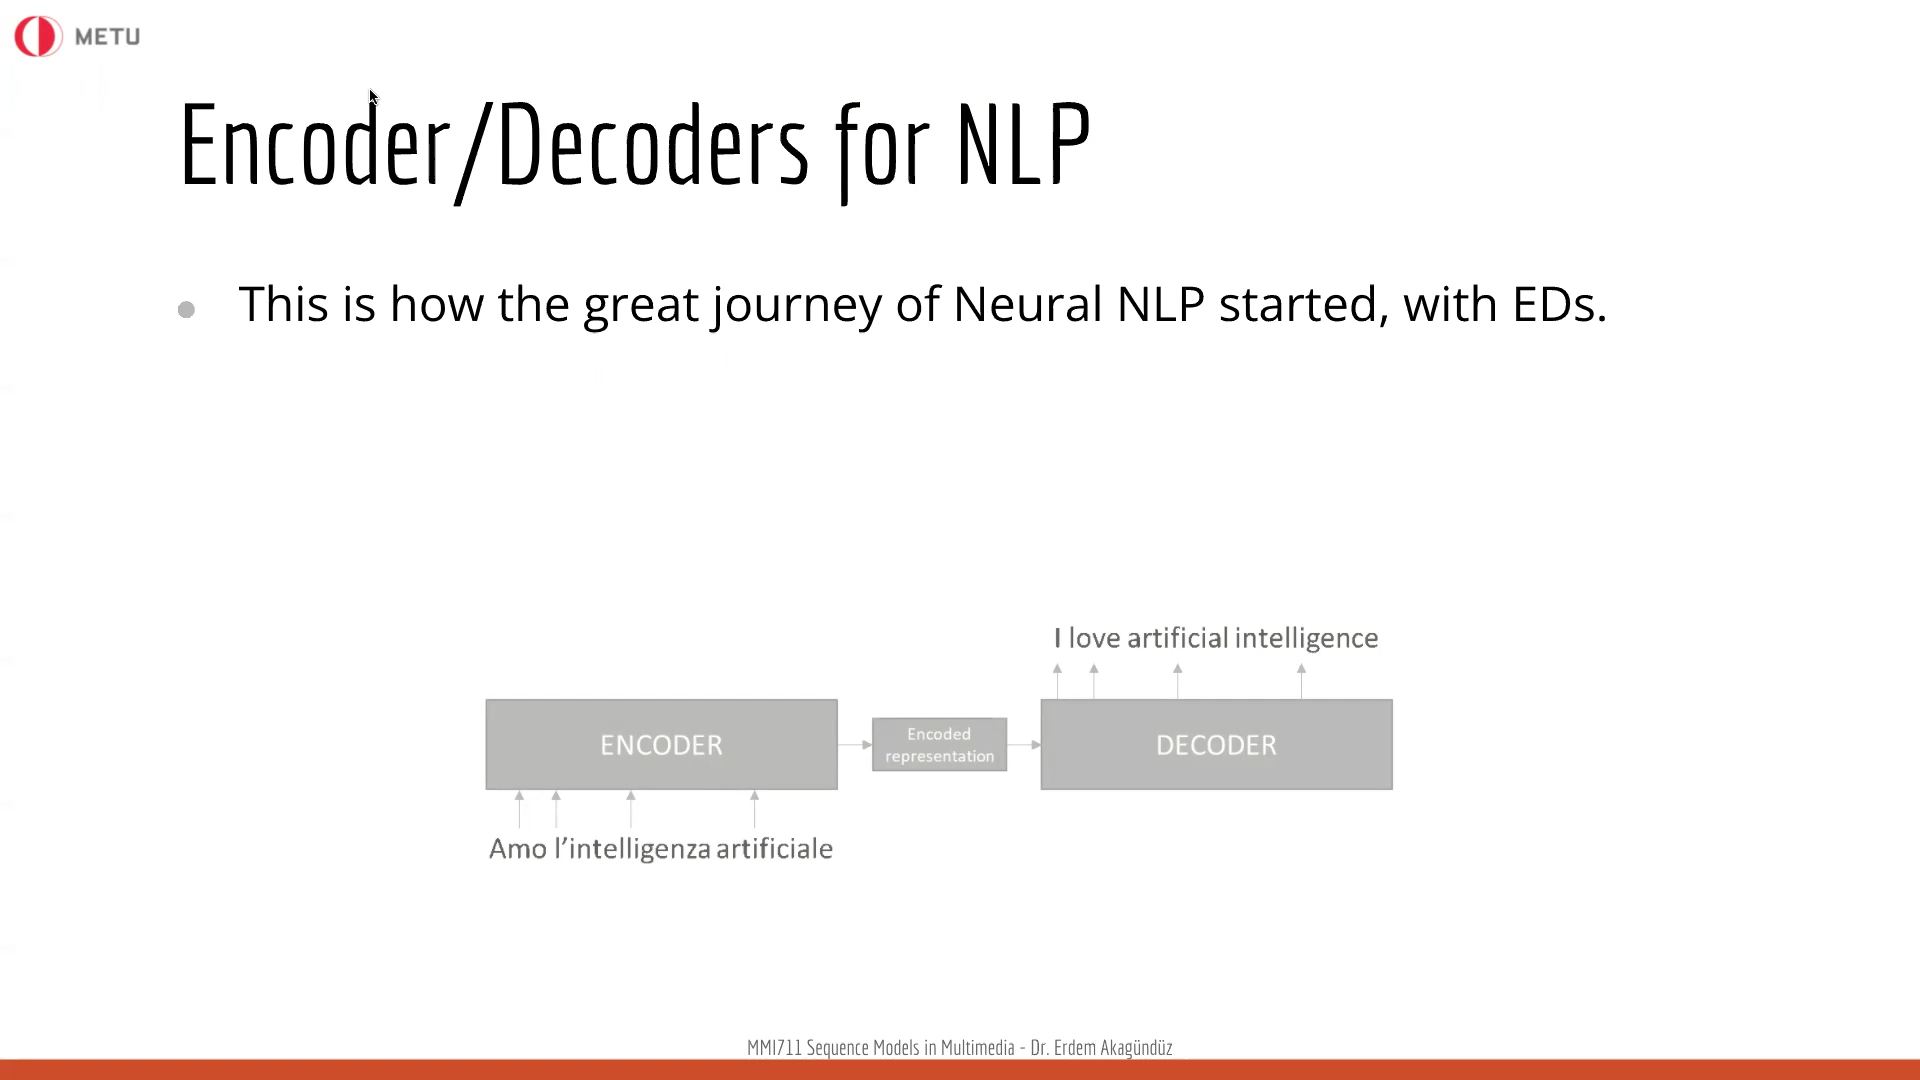 METU
Encoder/Decoders for NLP
This is how the great journey of Neural NLP started, with EDs.
I love artificial intelligence
ENCODER
Encoded
representation
DECODER
Amo l’intelligenza artificiale
MMI711 Sequence Models in Multimedia - Dr. Erdem Akagündüz